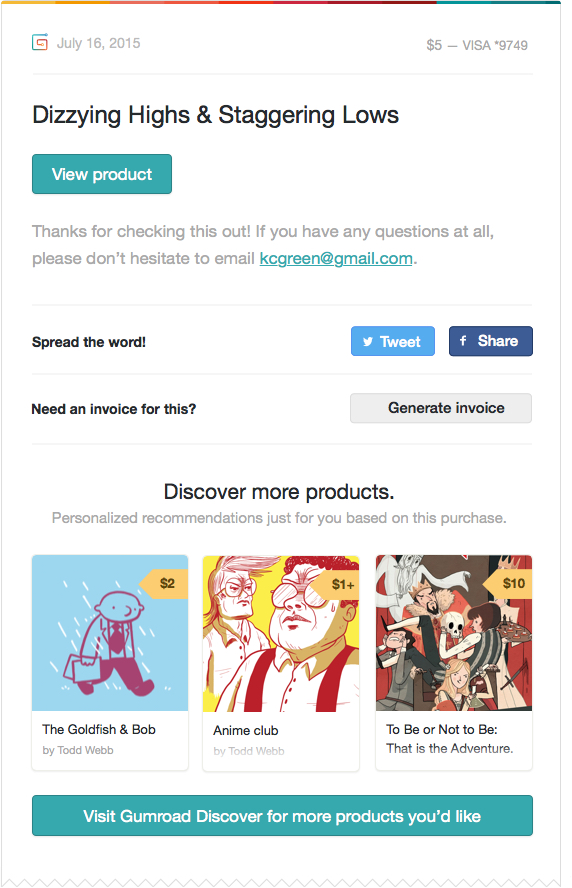 July 16, 2015
$5 — VISA *9749
Dizzying Highs & Staggering Lows
View product
Thanks for checking this out! If you have any questions at all,
please don’t hesitate to email kcgreen@gmail.com.
Spread the word!
Tweet
Share
Need an invoice for this?
Generate invoice
Discover more products.
Personalized recommendations just for you based on this purchase.
$2
$1+
$10
The Goldfish & Bob
by Todd Webb
Anime club
by Todd Webb
To Be or Not to Be:
That is the Adventure.
Visit Gumroad Discover for more products you’d like